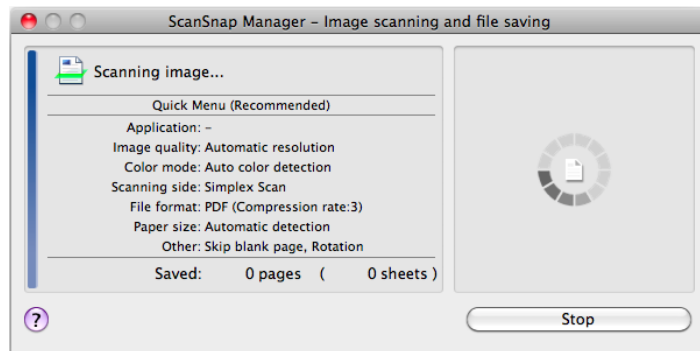 ScanSnap Manager – Image scanning and file saving
Scanning image...
Quick Menu (Recommended)
Application: –
Image quality: Automatic resolution
Color mode: Auto color detection
Scanning side: Simplex Scan
File format: PDF (Compression rate:3)
Paper size: Automatic detection
Other: Skip blank page, Rotation
Saved: 0 pages ( 0 sheets )
?
Stop